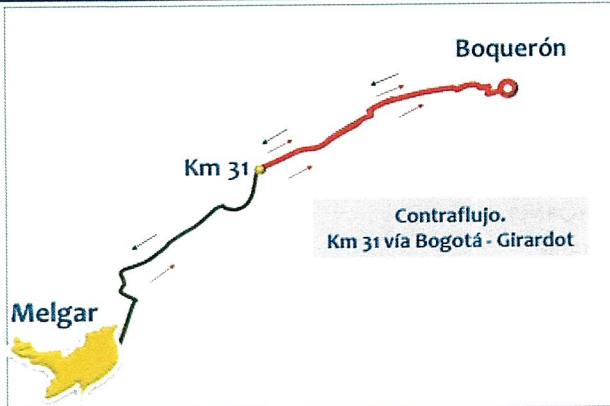 Boquerón
Km 31
Contraflujo.
Km 31 vía Bogotá - Girardot
Melgar